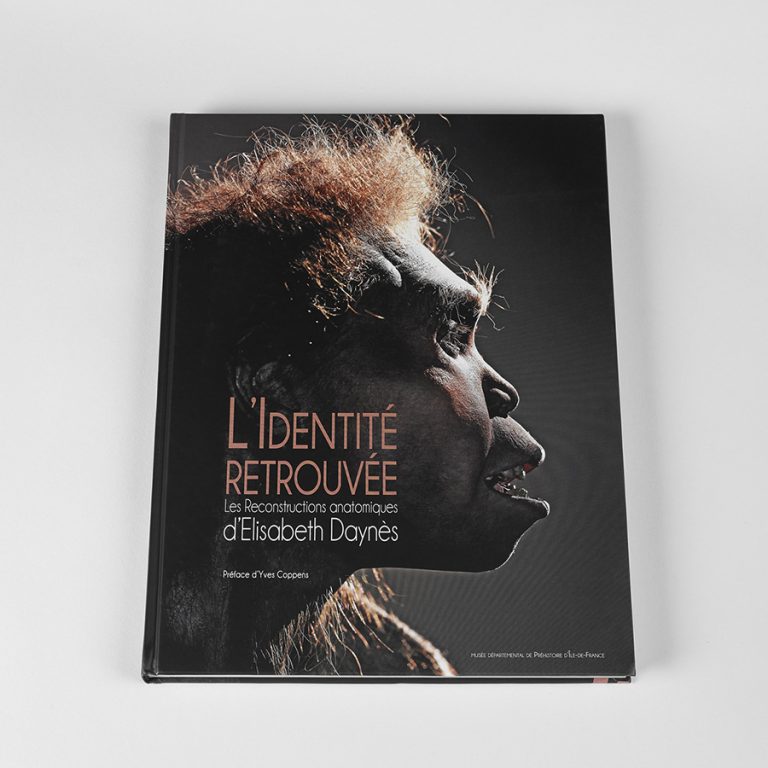 L'Identité
retrouvée
Les Reconstructions anatomiques
d'Elisabeth Daynès
Préface d'Yves Coppens
musée départemental de Préhistoire d'Île-de-France